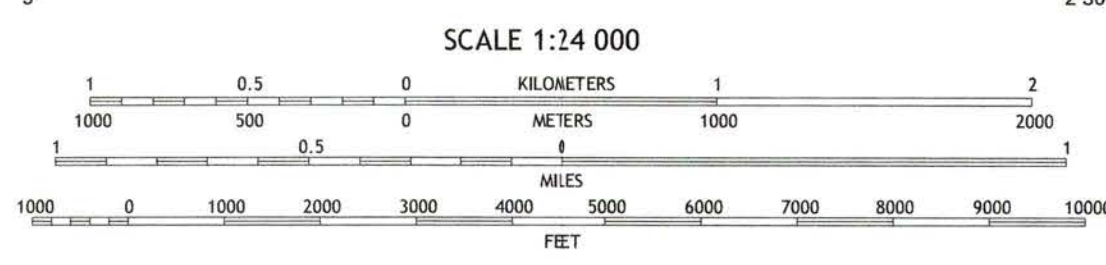 SCALE 1:24 000
1 0.5 0 KILOMETERS 1 2
1000 500 0 METERS 1000 2000
1 0.5 0 1
MILES
1000 0 1000 2000 3000 4000 5000 6000 7000 8000 9000 10000
FEET